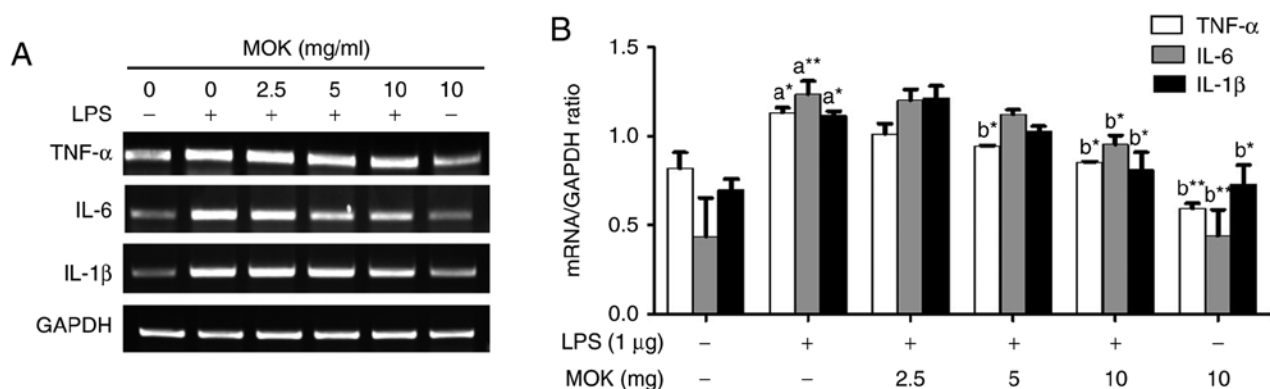 A
MOK (mg/ml)
0 0 2.5 5 10 10
LPS − + + + + −
TNF-α
IL-6
IL-1β
GAPDH
B
TNF-α
IL-6
IL-1β
mRNA/GAPDH ratio
1.5
1.0
0.5
0.0
a* a** a*
b*
b* b* b*
b** b** b*
LPS (1 µg) − + + + + −
MOK (mg) − − 2.5 5 10 10